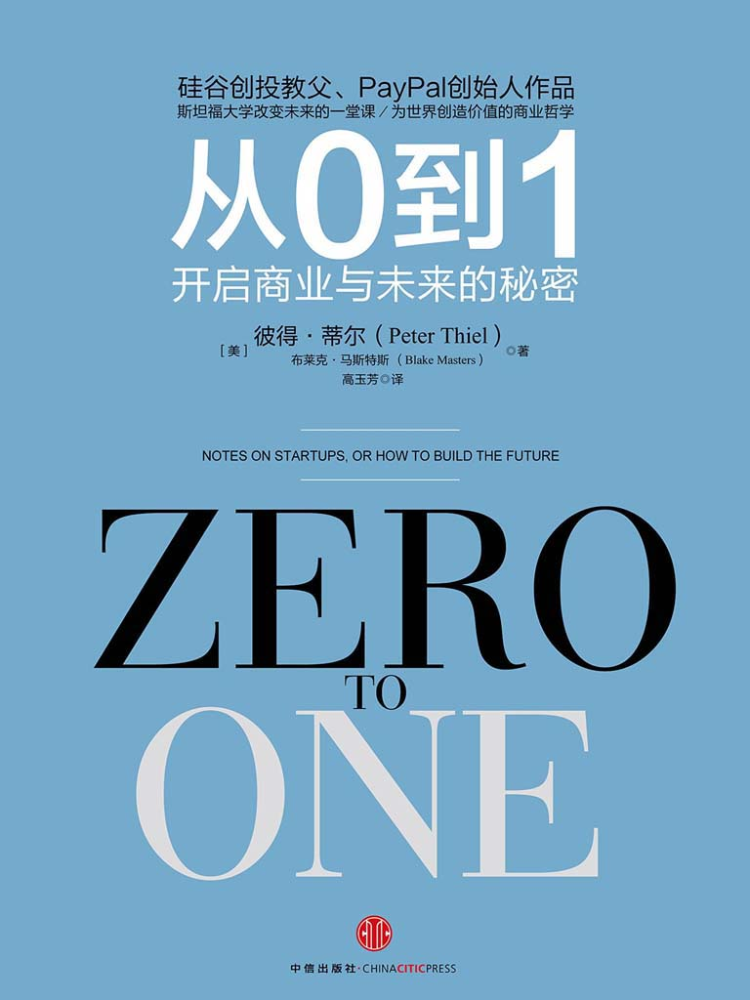 硅谷创投教父、PayPal创始人作品
斯坦福大学改变未来的一堂课/为世界创造价值的商业哲学
从0到1
开启商业与未来的秘密
[美] 彼得·蒂尔（Peter Thiel）
布莱克·马斯特斯（Blake Masters） ◎著
高玉芳◎译
NOTES ON STARTUPS, OR HOW TO BUILD THE FUTURE
ZERO
TO
ONE
中信出版社·CHINACITICPRESS